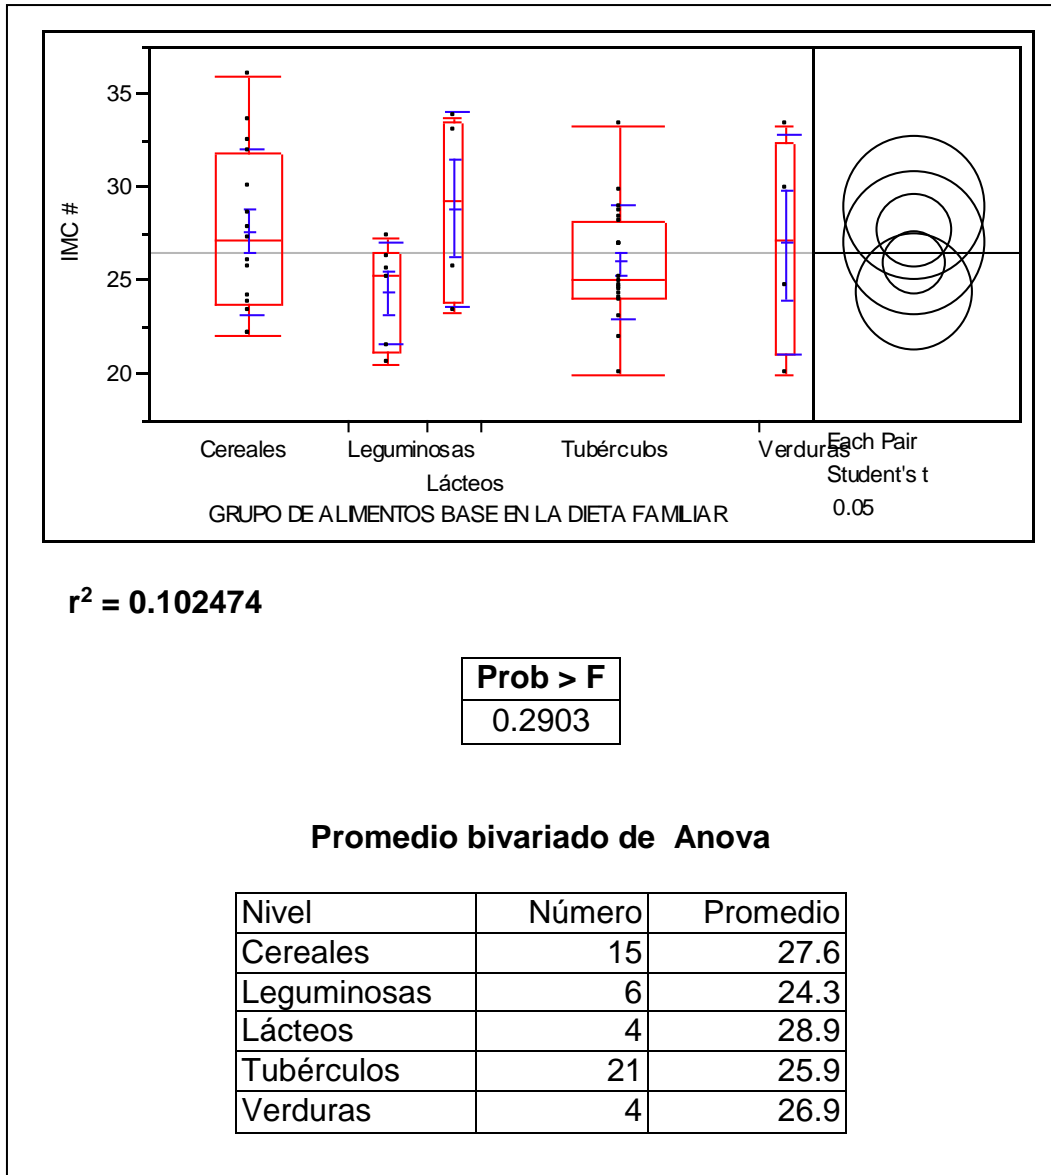 35
30
25
20
IMC #
Cereales
Leguminosas
Lácteos
Tubérculos
Verduras
GRUPO DE ALIMENTOS BASE EN LA DIETA FAMILIAR
Each Pair
Student's t
0.05
r² = 0.102474
Prob > F
0.2903
Promedio bivariado de Anova
Nivel Número Promedio
Cereales 15 27.6
Leguminosas 6 24.3
Lácteos 4 28.9
Tubérculos 21 25.9
Verduras 4 26.9